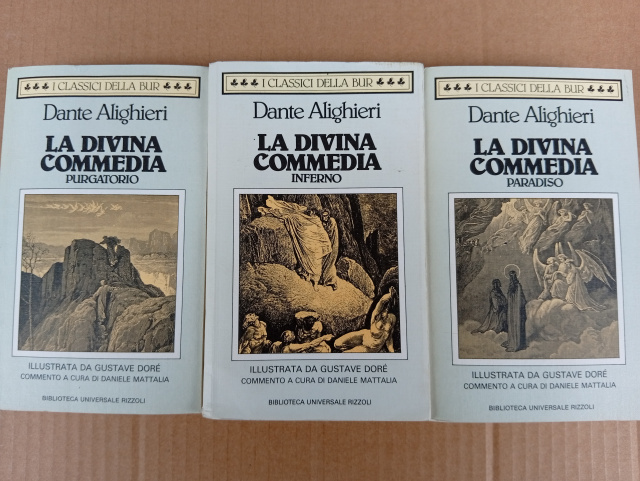 I CLASSICI DELLA BUR
Dante Alighieri
LA DIVINA
COMMEDIA
PURGATORIO
ILLUSTRATA DA GUSTAVE DORÉ
COMMENTO A CURA DI DANIELE MATTALIA
BIBLIOTECA UNIVERSALE RIZZOLI
I CLASSICI DELLA BUR
Dante Alighieri
LA DIVINA
COMMEDIA
INFERNO
ILLUSTRATA DA GUSTAVE DORÉ
COMMENTO A CURA DI DANIELE MATTALIA
BIBLIOTECA UNIVERSALE RIZZOLI
I CLASSICI DELLA BUR
Dante Alighieri
LA DIVINA
COMMEDIA
PARADISO
ILLUSTRATA DA GUSTAVE DORÉ
COMMENTO A CURA DI DANIELE MATTALIA
BIBLIOTECA UNIVERSALE RIZZOLI